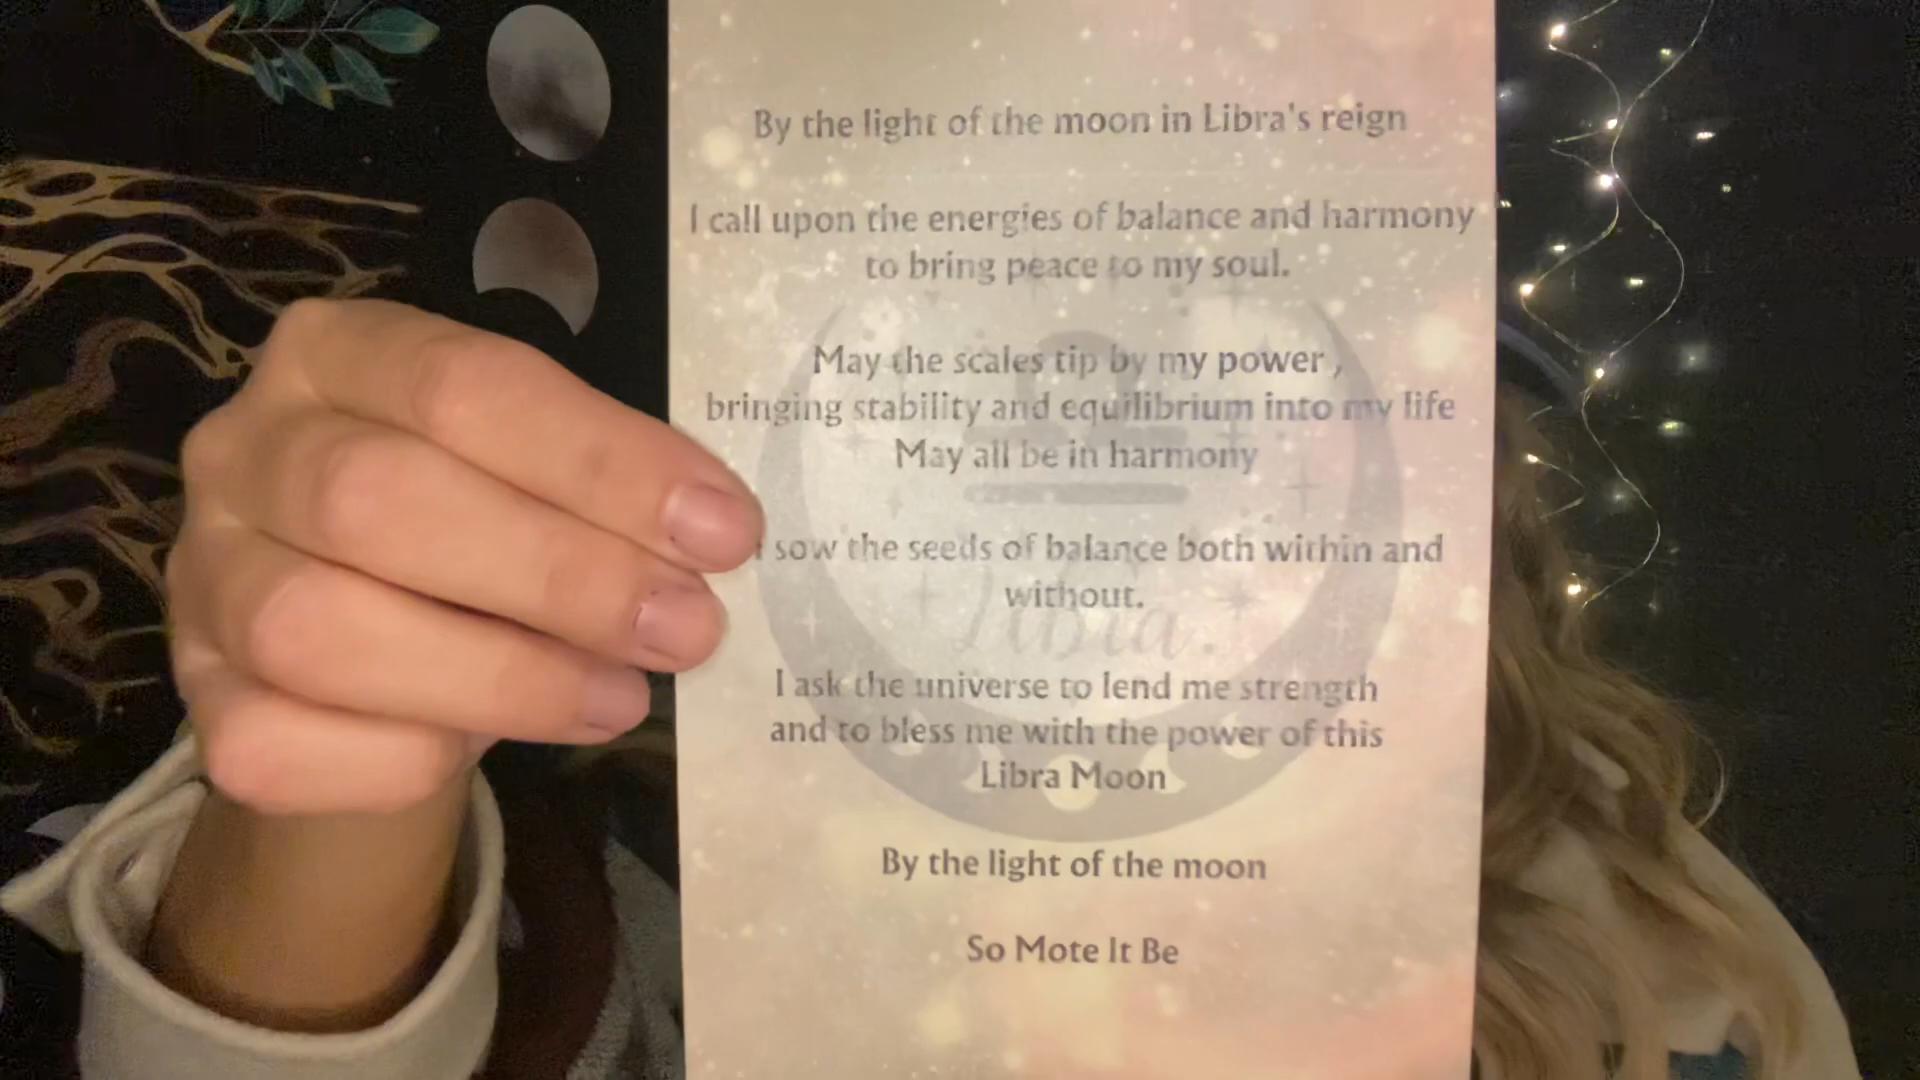 By the light of the moon in Libra's reign
I call upon the energies of balance and harmony
to bring peace to my soul.
May the scales tip by my power ,
bringing stability and equilibrium into my life
May all be in harmony
I sow the seeds of balance both within and
without.
Libra.
I ask the universe to lend me strength
and to bless me with the power of this
Libra Moon
By the light of the moon
So Mote It Be